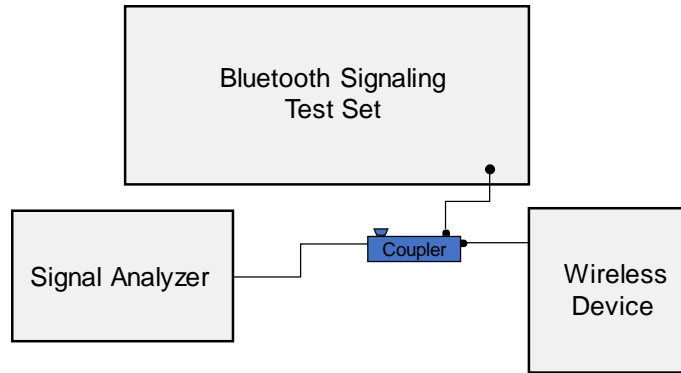 Bluetooth Signaling
Test Set
Coupler
Signal Analyzer
Wireless
Device